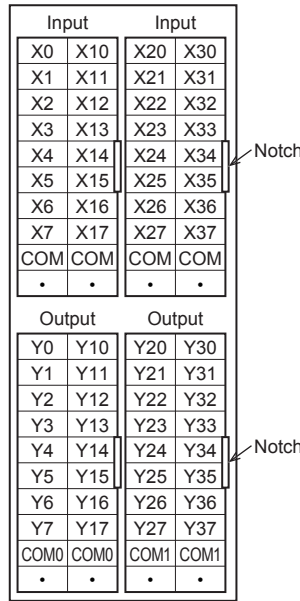 Input Input
X0 X10 X20 X30
X1 X11 X21 X31
X2 X12 X22 X32
X3 X13 X23 X33
X4 X14 X24 X34 Notch
X5 X15 X25 X35
X6 X16 X26 X36
X7 X17 X27 X37
COM COM COM COM
• • • •
Output Output
Y0 Y10 Y20 Y30
Y1 Y11 Y21 Y31
Y2 Y12 Y22 Y32
Y3 Y13 Y23 Y33
Y4 Y14 Y24 Y34 Notch
Y5 Y15 Y25 Y35
Y6 Y16 Y26 Y36
Y7 Y17 Y27 Y37
COM0 COM0 COM1 COM1
• • • •